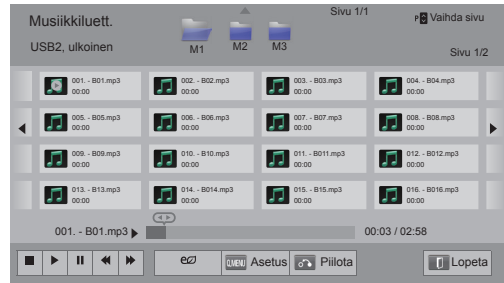 Musiikkiluett.
Sivu 1/1
P Vaihda sivu
USB2, ulkoinen
M1 M2 M3
Sivu 1/2
001. - B01.mp3 002. - B02.mp3 003. - B03.mp3 004. - B04.mp3
00:00 00:00 00:00 00:00
005. - B05.mp3 006. - B06.mp3 007. - B07.mp3 008. - B08.mp3
00:00 00:00 00:00 00:00
009. - B09.mp3 010. - B10.mp3 011. - B011.mp3 012. - B012.mp3
00:00 00:00 00:00 00:00
013. - B13.mp3 014. - B014.mp3 015. - B15.mp3 016. - B016.mp3
00:00 00:00 00:00 00:00
001. - B01.mp3 00:03 / 02:58
Q.MENU Asetus Piilota Lopeta